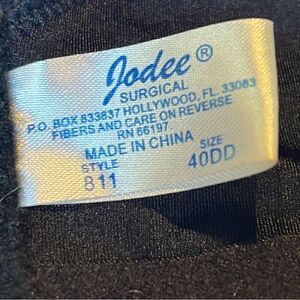 Jodee®
SURGICAL
P.O. BOX 833837 HOLLYWOOD, FL. 33083
FIBERS AND CARE ON REVERSE
RN 66197
MADE IN CHINA
STYLE SIZE
811 40DD